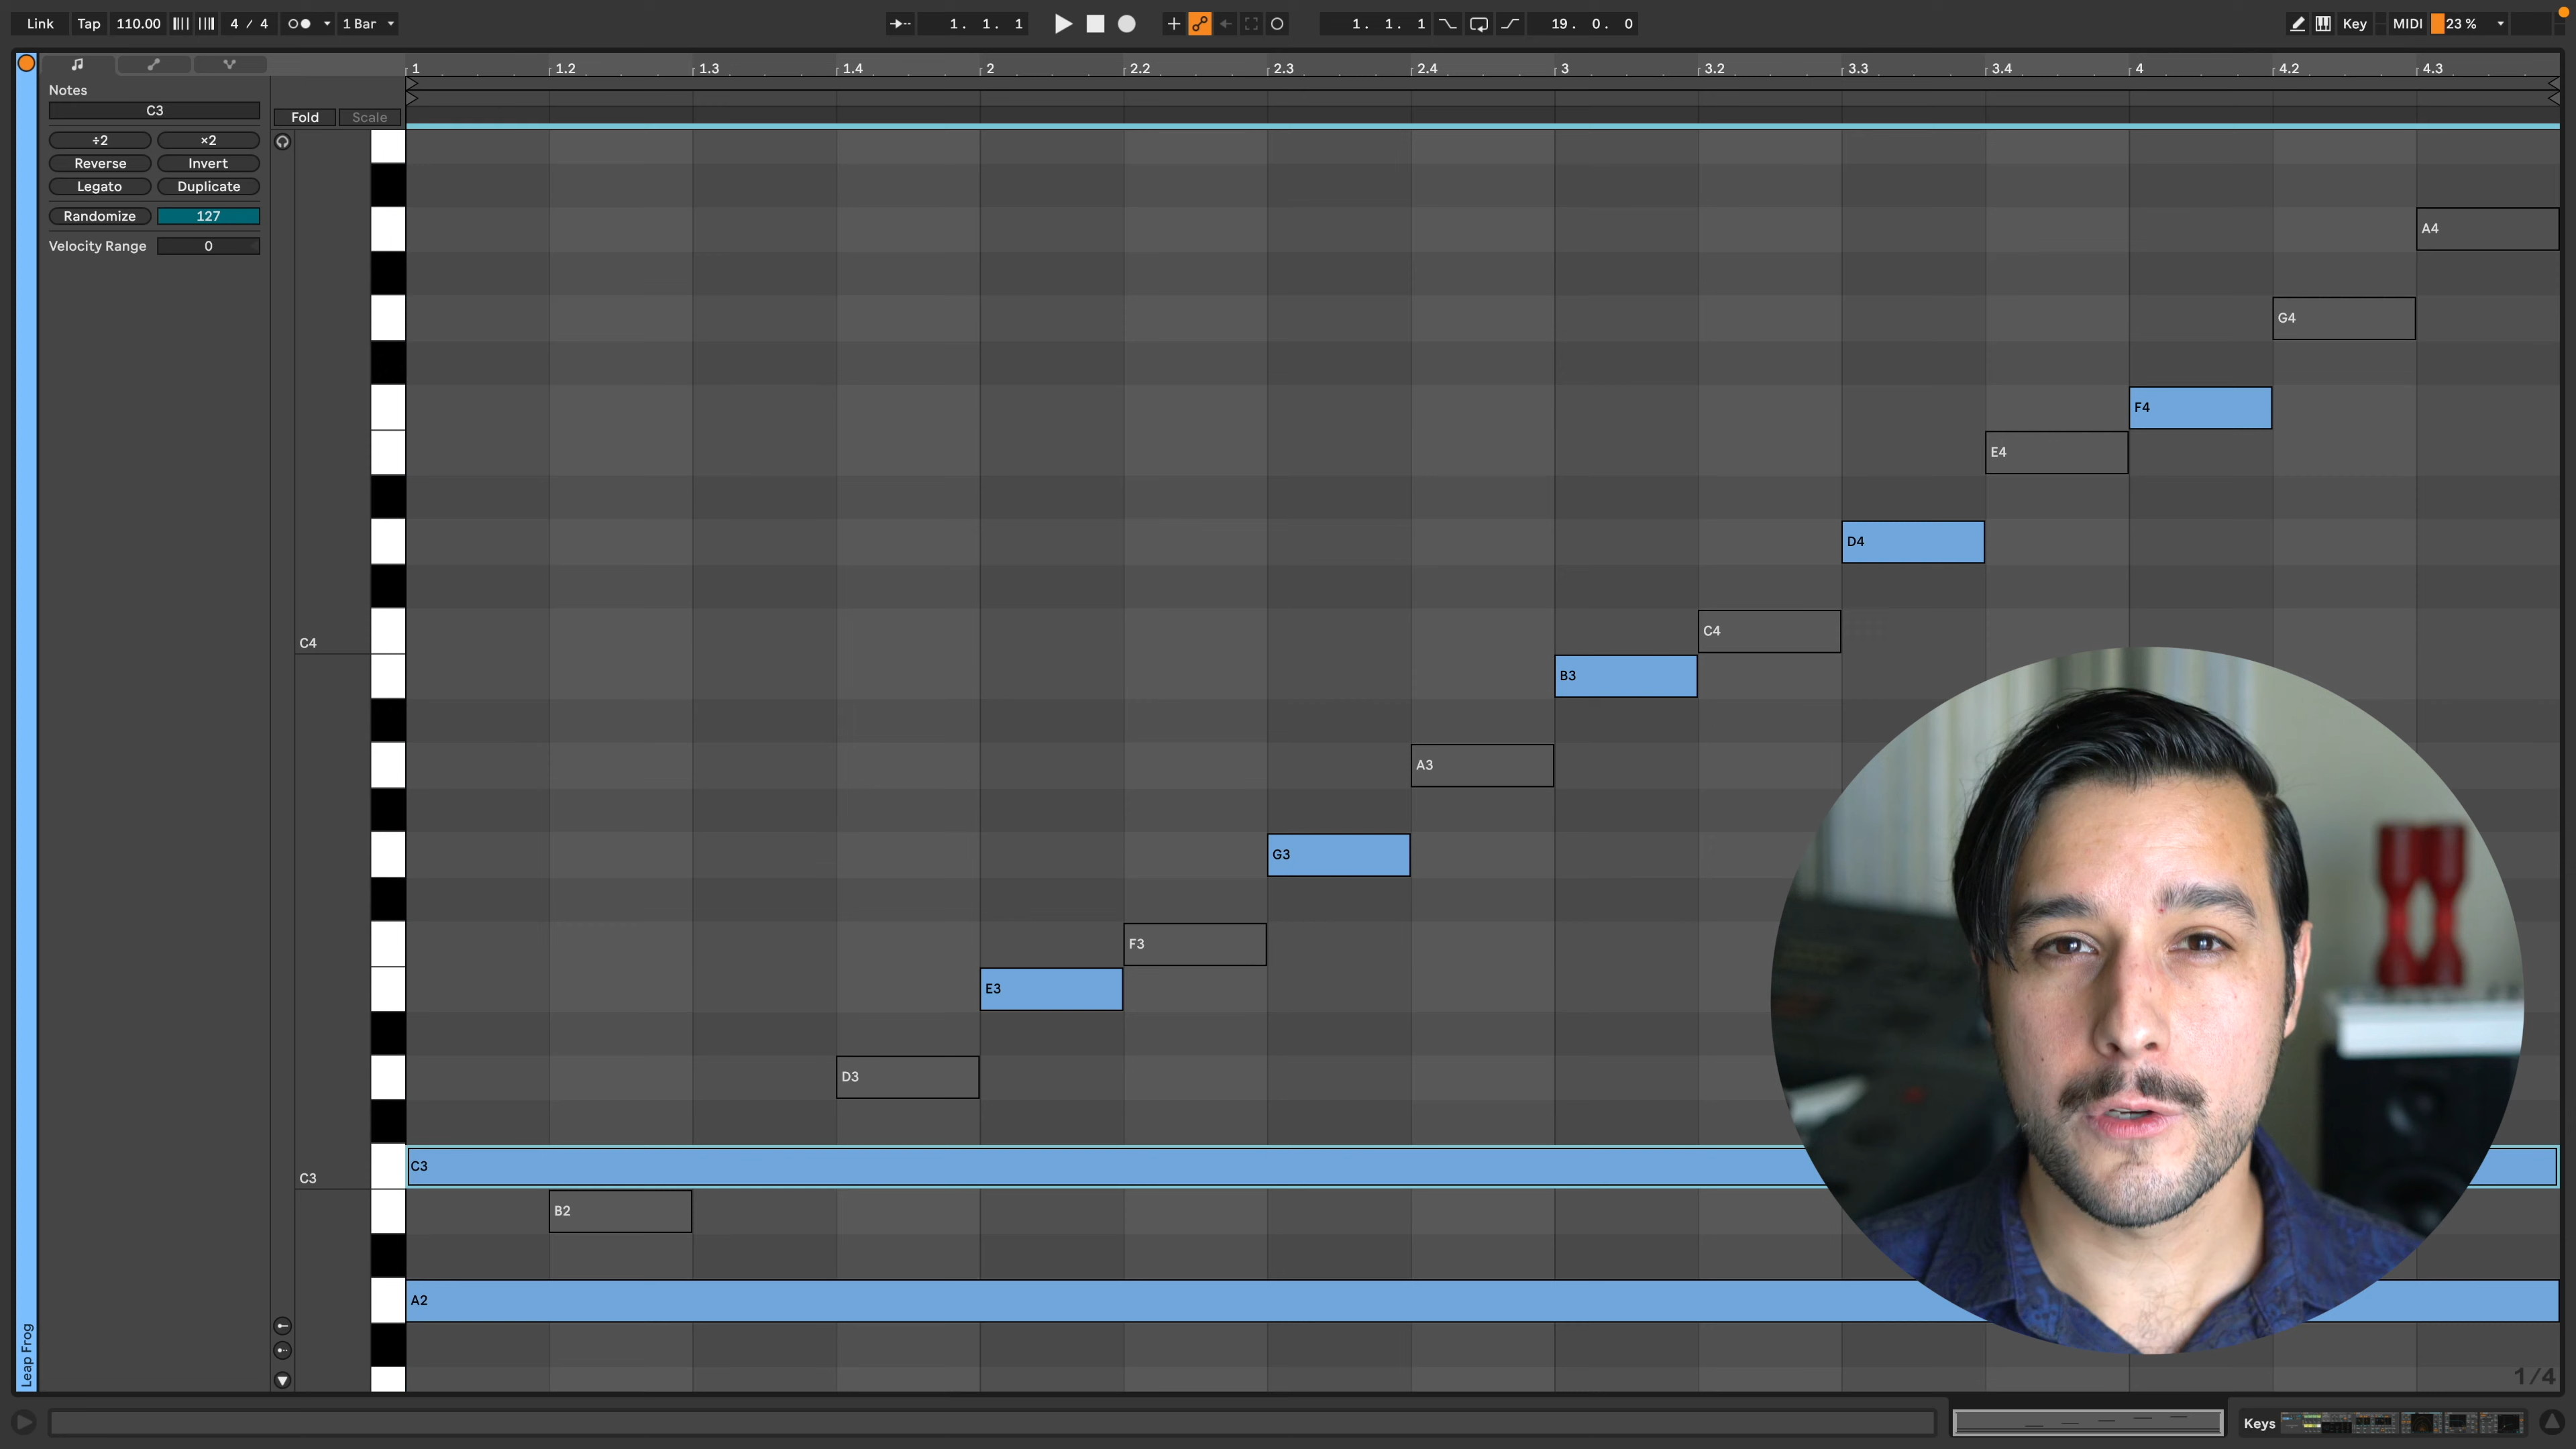 Link Tap 110.00 4 / 4 1 Bar 1. 1. 1 1. 1. 1 19. 0. 0 Key MIDI 23 %
1 1.2 1.3 1.4 2 2.2 2.3 2.4 3 3.2 3.3 3.4 4 4.2 4.3
Notes
C3
Fold Scale
÷2 ×2
Reverse Invert
Legato Duplicate
Randomize 127
Velocity Range 0
A4
G4
F4
E4
D4
C4
C4
B3
A3
G3
F3
E3
D3
C3
C3
B2
A2
Leap Frog
1/4
Keys